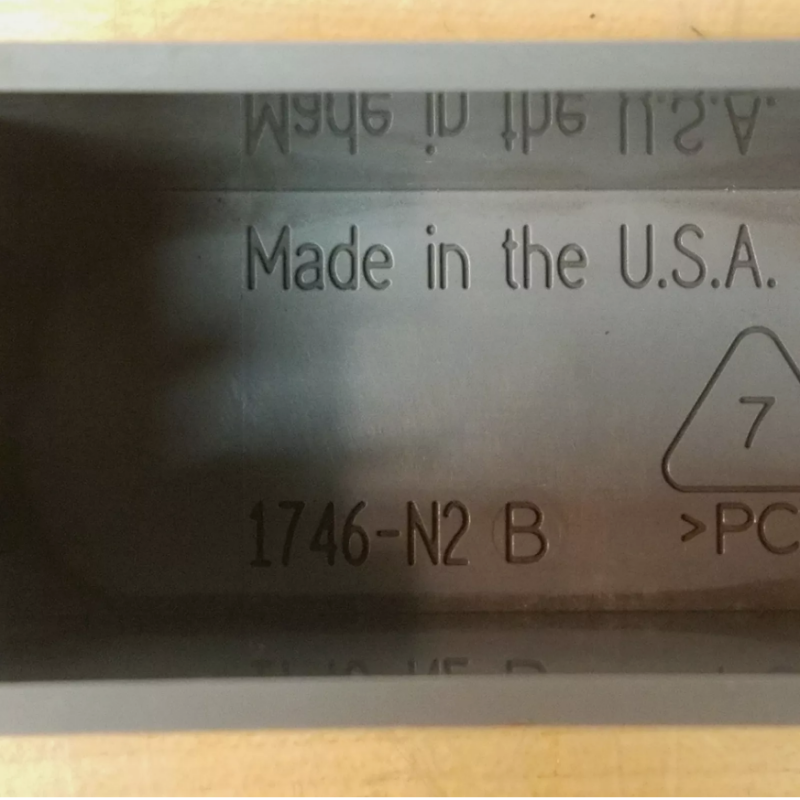 Made in the U.S.A.
7
1746-N2 B >PC